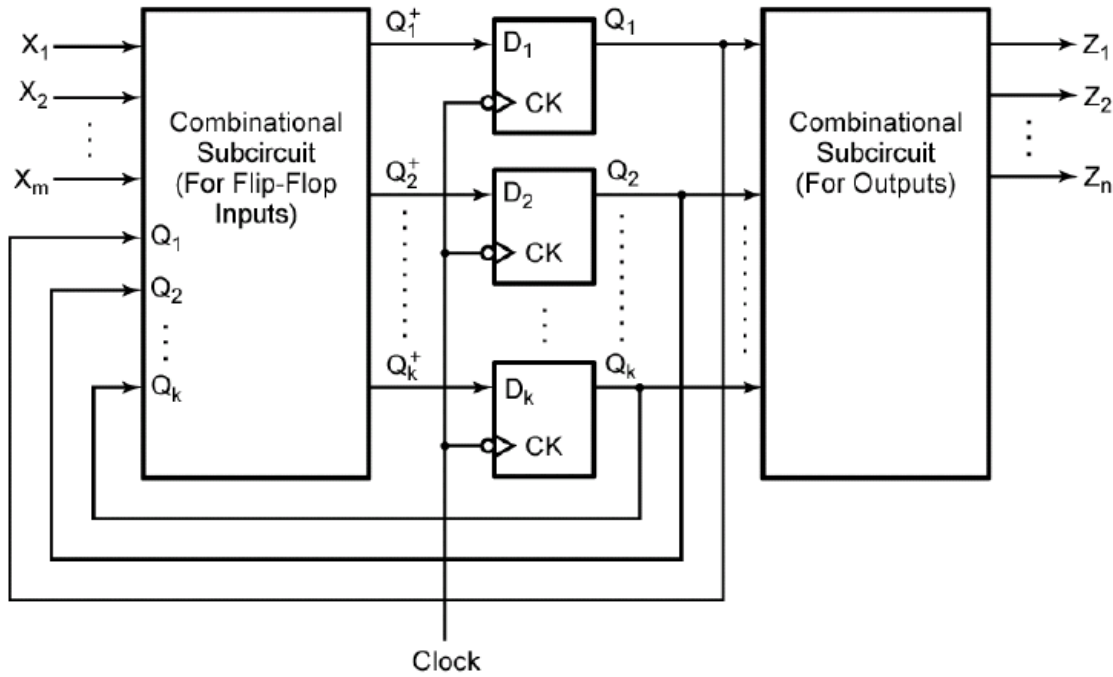 X₁
X₂
Xₘ
Q₁
Q₂
Qₖ
Combinational
Subcircuit
(For Flip-Flop
Inputs)
Q₁⁺
Q₂⁺
Qₖ⁺
D₁
CK
D₂
CK
Dₖ
CK
Q₁
Q₂
Qₖ
Combinational
Subcircuit
(For Outputs)
Z₁
Z₂
Zₙ
Clock